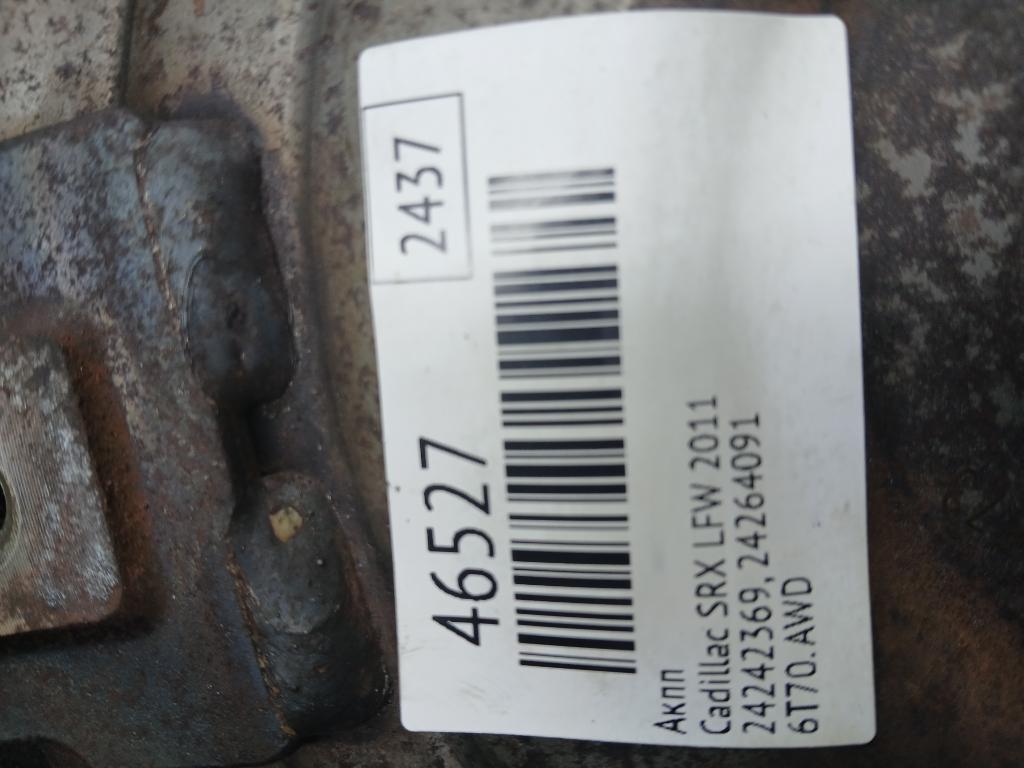 46527
2437
Акпп
Cadillac SRX LFW 2011
24242369,24264091
6T70.AWD